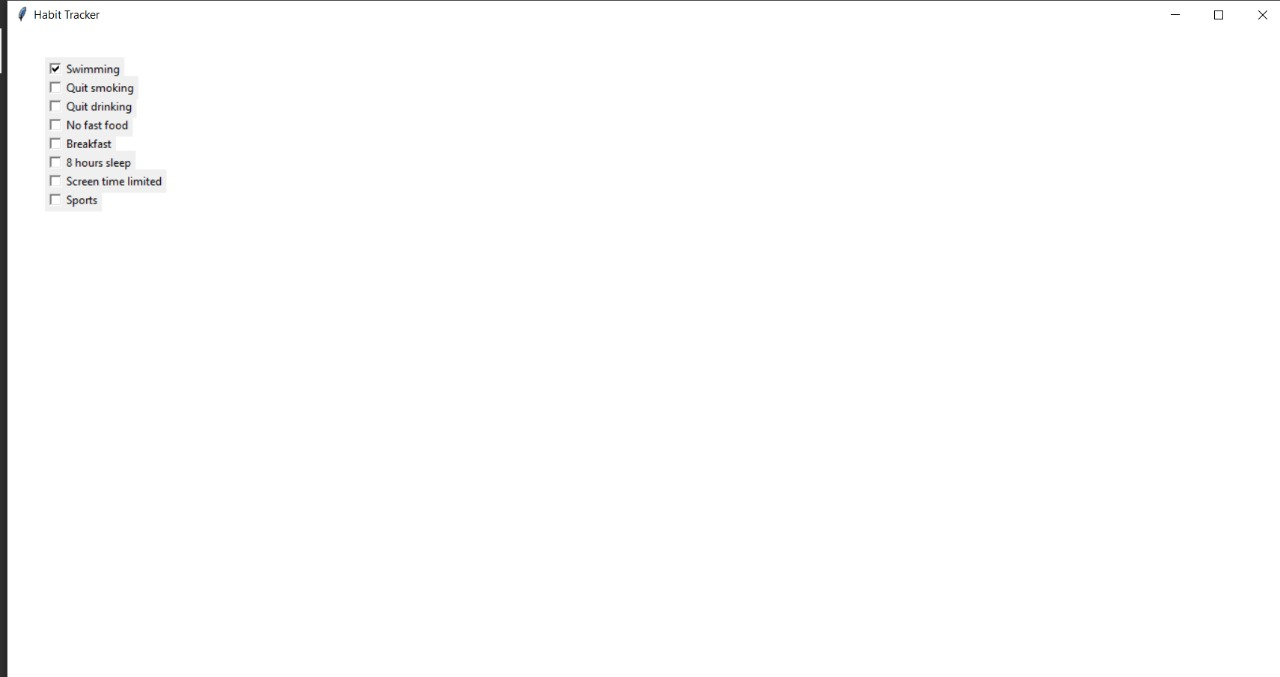 Habit Tracker
Swimming
Quit smoking
Quit drinking
No fast food
Breakfast
8 hours sleep
Screen time limited
Sports